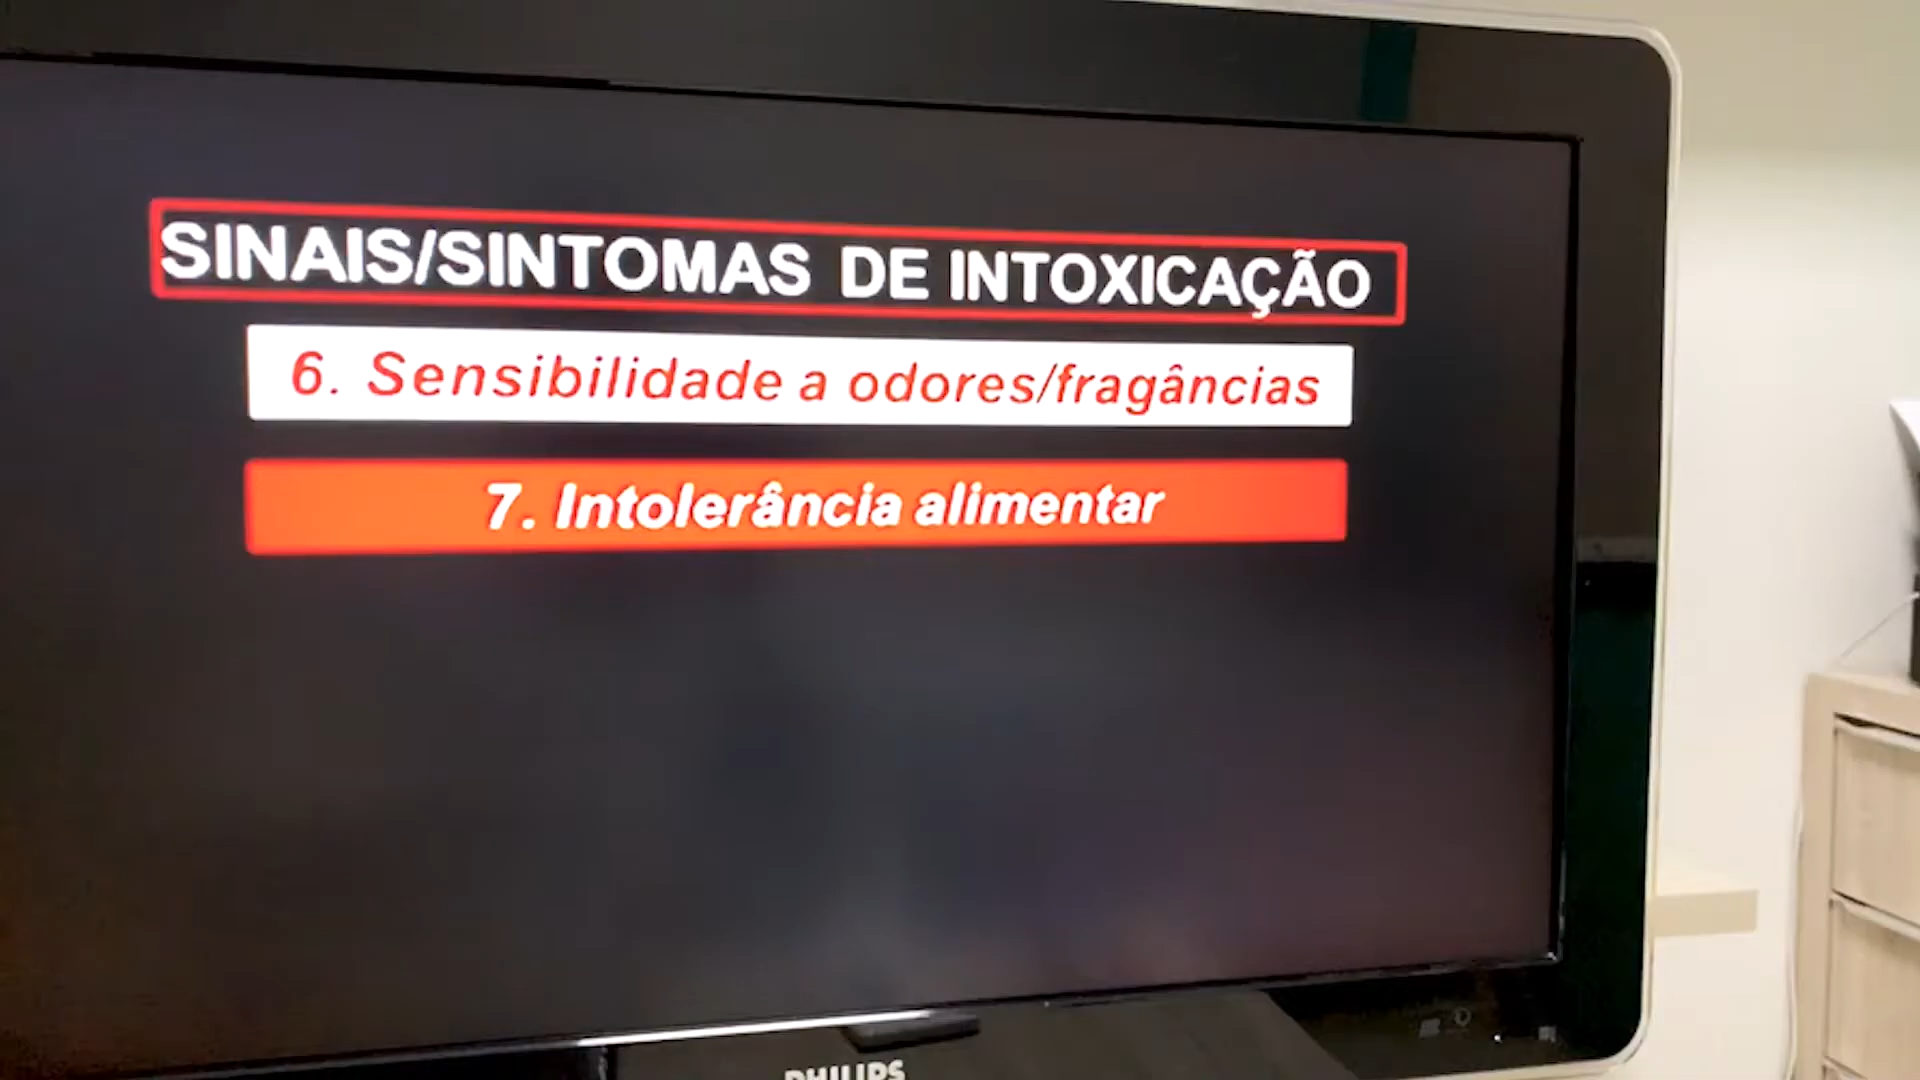 SINAIS/SINTOMAS DE INTOXICAÇÃO
6. Sensibilidade a odores/fragâncias
7. Intolerância alimentar
PHILIPS